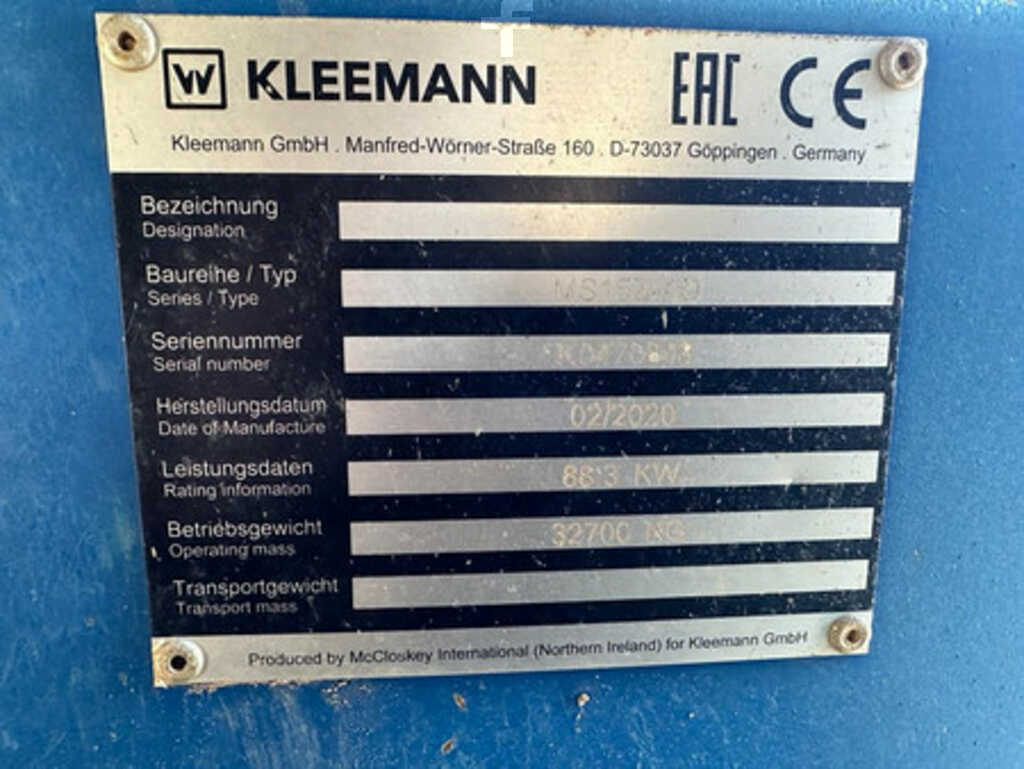 KLEEMANN EAC CE
Kleemann GmbH . Manfred-Wörner-Straße 160 . D-73037 Göppingen . Germany
Bezeichnung
Designation
Baureihe / Typ
Series / Type
Seriennummer
Serial number
Herstellungsdatum
Date of Manufacture
02/2020
Leistungsdaten
Rating information
KW
Betriebsgewicht
Operating mass
32700 KG
Transportgewicht
Transport mass
Produced by McCloskey International (Northern Ireland) for Kleemann GmbH